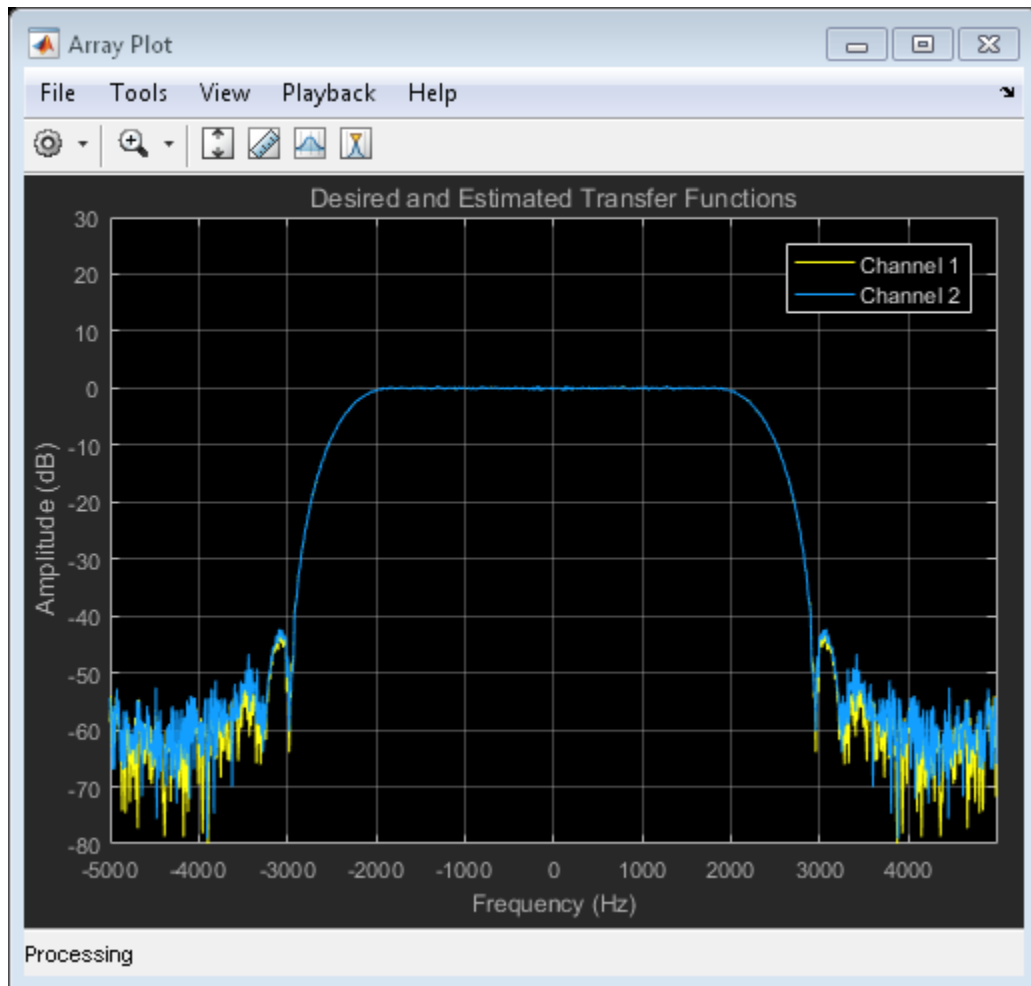 Array Plot
File Tools View Playback Help
Desired and Estimated Transfer Functions
Channel 1
Channel 2
Amplitude (dB)
30
20
10
0
-10
-20
-30
-40
-50
-60
-70
-80
-5000 -4000 -3000 -2000 -1000 0 1000 2000 3000 4000
Frequency (Hz)
Processing